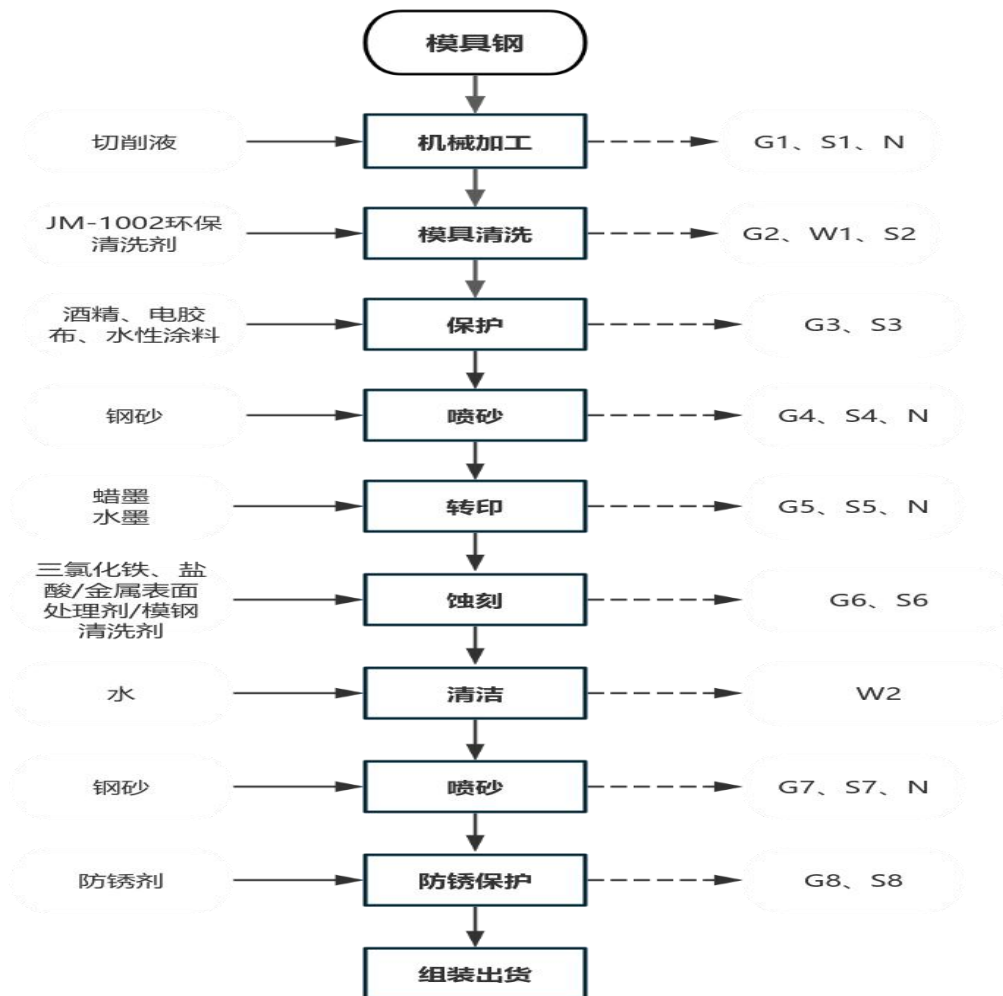 模具钢
切削液
机械加工
G1、S1、N
JM-1002环保
清洗剂
模具清洗
G2、W1、S2
酒精、电胶
布、水性涂料
保护
G3、S3
钢砂
喷砂
G4、S4、N
蜡墨
水墨
转印
G5、S5、N
三氯化铁、盐
酸/金属表面
处理剂/模钢
清洗剂
蚀刻
G6、S6
水
清洁
W2
钢砂
喷砂
G7、S7、N
防锈剂
防锈保护
G8、S8
组装出货